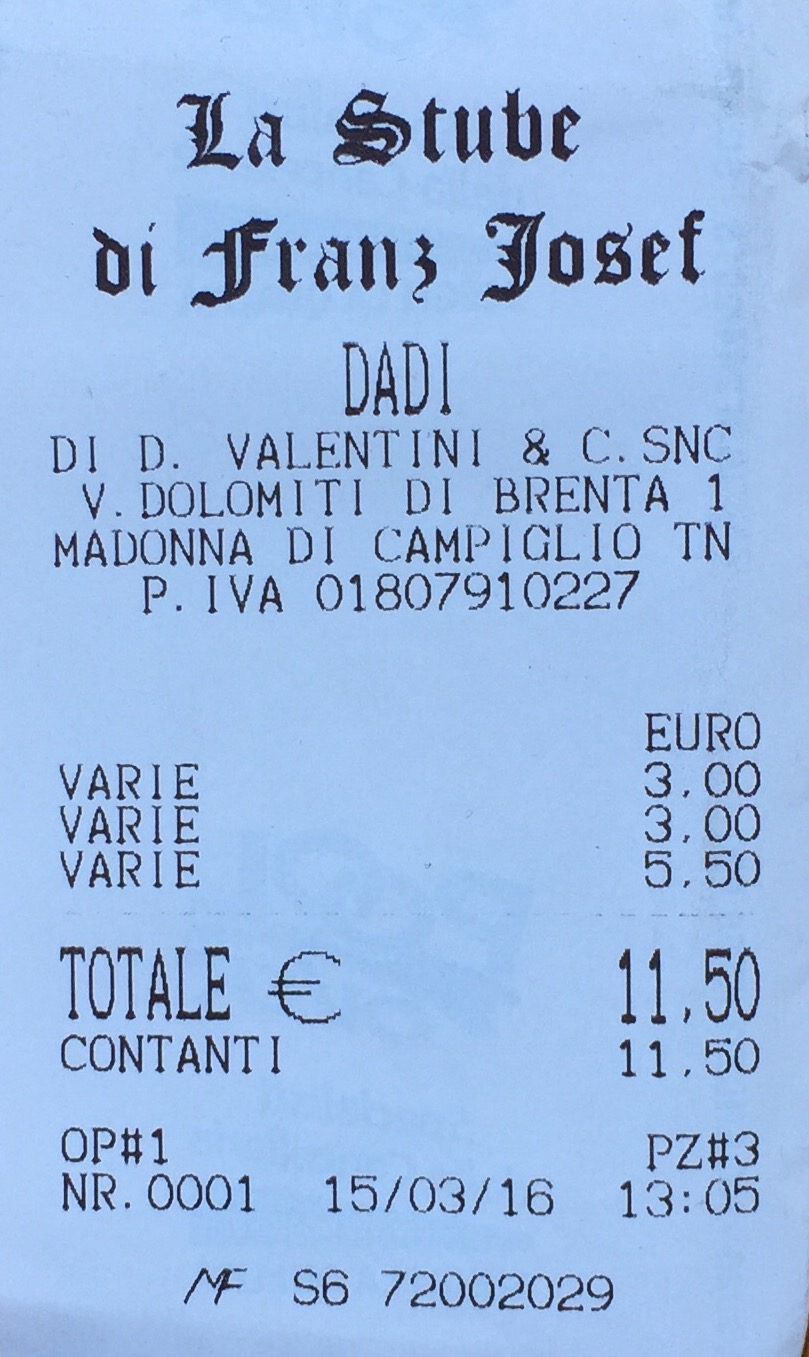 La Stube
di Franz Josef
DADI
DI D. VALENTINI & C.SNC
V.DOLOMITI DI BRENTA 1
MADONNA DI CAMPIGLIO TN
P.IVA 01807910227
EURO
VARIE 3,00
VARIE 3,00
VARIE 5,50
TOTALE € 11,50
CONTANTI 11,50
OP#1 PZ#3
NR.0001 15/03/16 13:05
MF S6 72002029